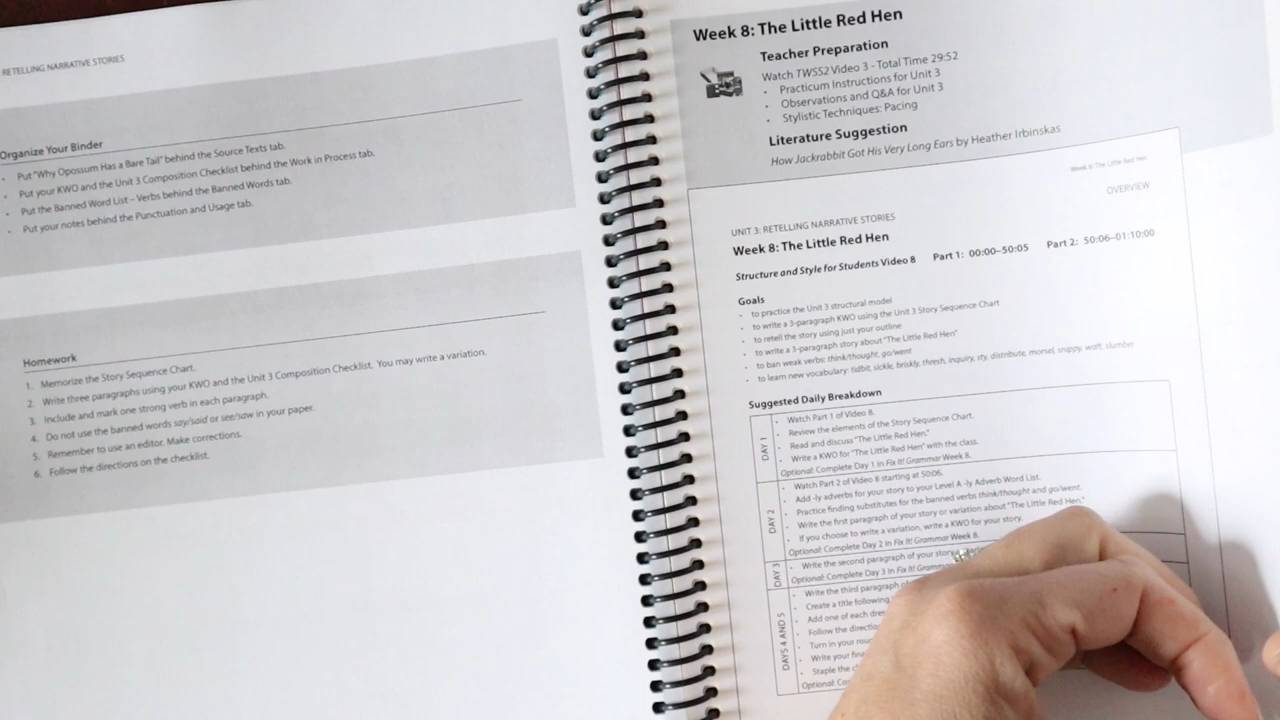 RETELLING NARRATIVE STORIES
Organize Your Binder
• Put "Why Opossum Has a Bare Tail" behind the Source Texts tab.
• Put your KWO and the Unit 3 Composition Checklist behind the Work in Process tab.
• Put the Banned Word List – Verbs behind the Banned Words tab.
• Put your notes behind the Punctuation and Usage tab.
Homework
1. Memorize the Story Sequence Chart.
2. Write three paragraphs using your KWO and the Unit 3 Composition Checklist. You may write a variation.
3. Include and mark one strong verb in each paragraph.
4. Do not use the banned words say/said or see/saw in your paper.
5. Remember to use an editor. Make corrections.
6. Follow the directions on the checklist.
Week 8: The Little Red Hen
Teacher Preparation
Watch TWSS2 Video 3 - Total Time 29:52
• Practicum Instructions for Unit 3
• Observations and Q&A for Unit 3
• Stylistic Techniques: Pacing
Literature Suggestion
How Jackrabbit Got His Very Long Ears by Heather Irbinskas
Week 8: The Little Red Hen
OVERVIEW
UNIT 3: RETELLING NARRATIVE STORIES
Week 8: The Little Red Hen
Structure and Style for Students Video 8 Part 1: 00:00–50:05 Part 2: 50:06–01:10:00
Goals
• to practice the Unit 3 structural model
• to write a 3-paragraph KWO using the Unit 3 Story Sequence Chart
• to retell the story using just your outline
• to write a 3-paragraph story about "The Little Red Hen"
• to ban weak verbs: think/thought, go/went
• to learn new vocabulary: tidbit, sickle, briskly, thresh, inquiry, sty, distribute, morsel, snippy, waft, slumber
Suggested Daily Breakdown
DAY 1
• Watch Part 1 of Video 8.
• Review the elements of the Story Sequence Chart.
• Read and discuss "The Little Red Hen."
• Write a KWO for "The Little Red Hen" with the class.
Optional: Complete Day 1 in Fix It! Grammar Week 8.
DAY 2
• Watch Part 2 of Video 8 starting at 50:06.
• Add -ly adverbs for your story to your Level A -ly Adverb Word List.
• Practice finding substitutes for the banned verbs think/thought and go/went.
• Write the first paragraph of your story or variation about "The Little Red Hen."
• If you choose to write a variation, write a KWO for your story.
Optional: Complete Day 2 in Fix It! Grammar Week 8.
DAY 3
• Write the second paragraph of your story
Optional: Complete Day 3 in Fix It! Grammar
DAYS 4 AND 5
• Write the third paragraph of
• Create a title following
• Add one of each
• Follow the
• Turn in your
• Write your
• Staple the
Optional: